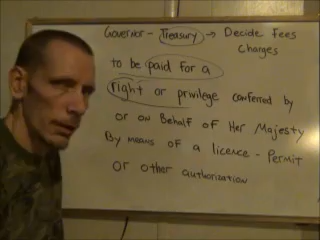 Governor - Treasury → Decide Fees
Charges
to be paid for a
right or privilege conferred by
or on Behalf of Her Majesty
By means of a licence - Permit
Or other authorization